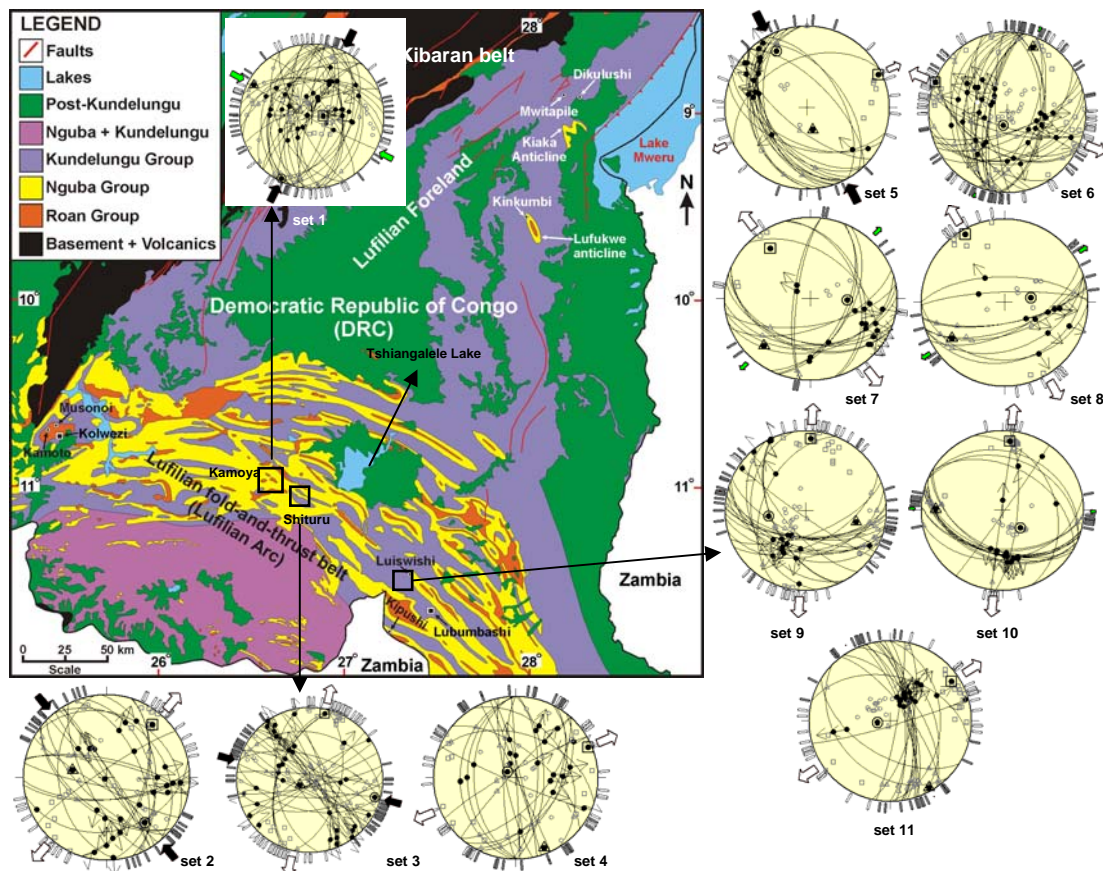 LEGEND
Faults
Lakes
Post-Kundelungu
Nguba + Kundelungu
Kundelungu Group
Nguba Group
Roan Group
Basement + Volcanics
set 1
28°
Kibaran belt
Dikulushi
Mwitapile
Kiaka
Anticline
9°
Lake
Mweru
N
Kinkumbi
Lufukwe
anticline
Lufilian Foreland
10°
10°
Democratic Republic of Congo
(DRC)
Tshiangalele Lake
Musonoi
Kolwezi
Kamoto
Kamoya
11°
11°
Shituru
Lufilian fold-and-thrust belt
(Lufilian Arc)
Luiswishi
Zambia
Kipushi
Lubumbashi
0 25 50 km
Scale
26°
27°
Zambia
28°
set 5
set 6
set 7
set 8
set 9
set 10
set 11
set 2
set 3
set 4